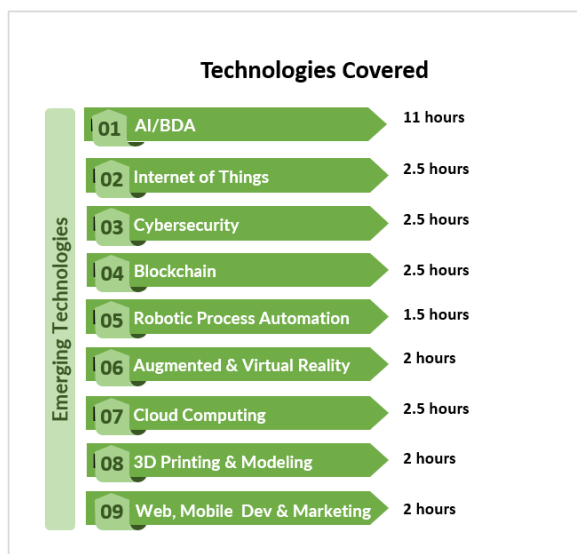 Technologies Covered
Emerging Technologies
01 AI/BDA 11 hours
02 Internet of Things 2.5 hours
03 Cybersecurity 2.5 hours
04 Blockchain 2.5 hours
05 Robotic Process Automation 1.5 hours
06 Augmented & Virtual Reality 2 hours
07 Cloud Computing 2.5 hours
08 3D Printing & Modeling 2 hours
09 Web, Mobile Dev & Marketing 2 hours